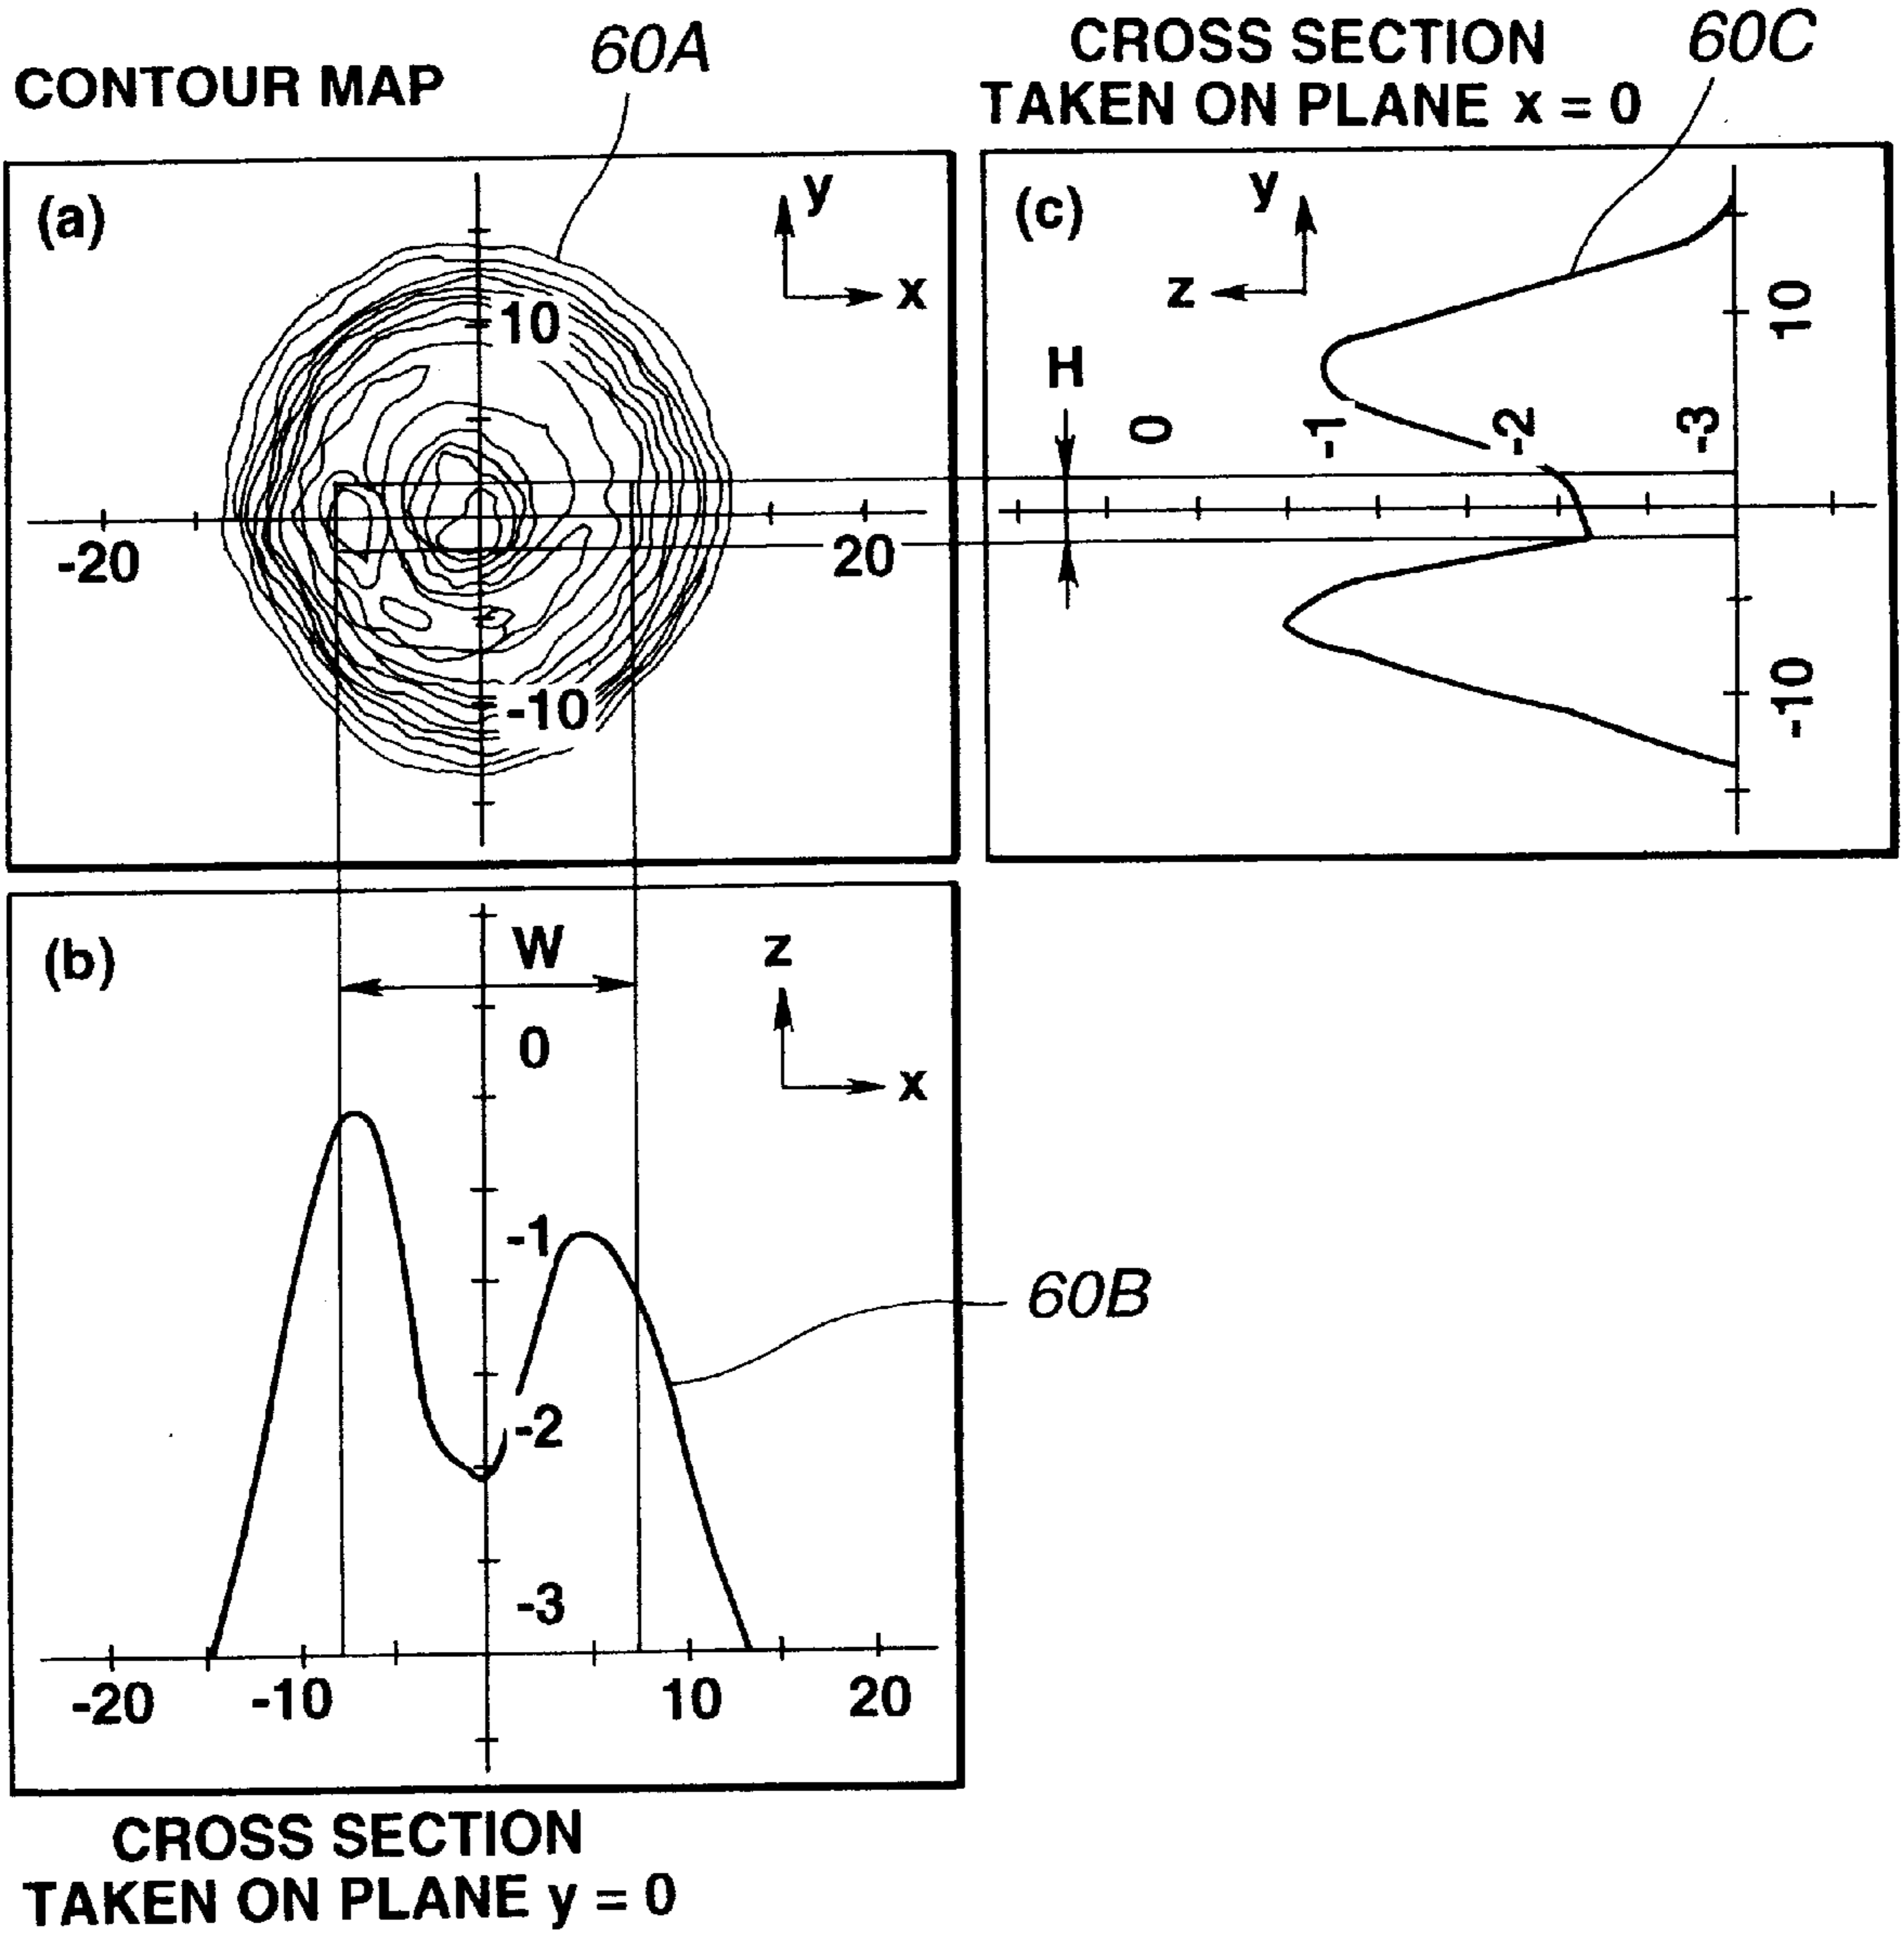 60A
CONTOUR MAP
CROSS SECTION
TAKEN ON PLANE x = 0
60C
(a)
y
x
10
-20
20
-10
(c)
y
z
H
0
-1
-2
-3
10
-10
(b)
W
z
x
0
-1
-2
-3
60B
-20
-10
10
20
CROSS SECTION
TAKEN ON PLANE y = 0